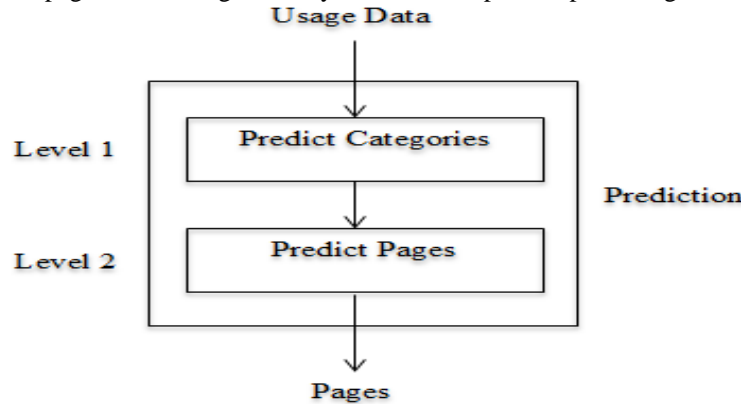 Usage Data
Level 1
Predict Categories
Prediction
Level 2
Predict Pages
Pages